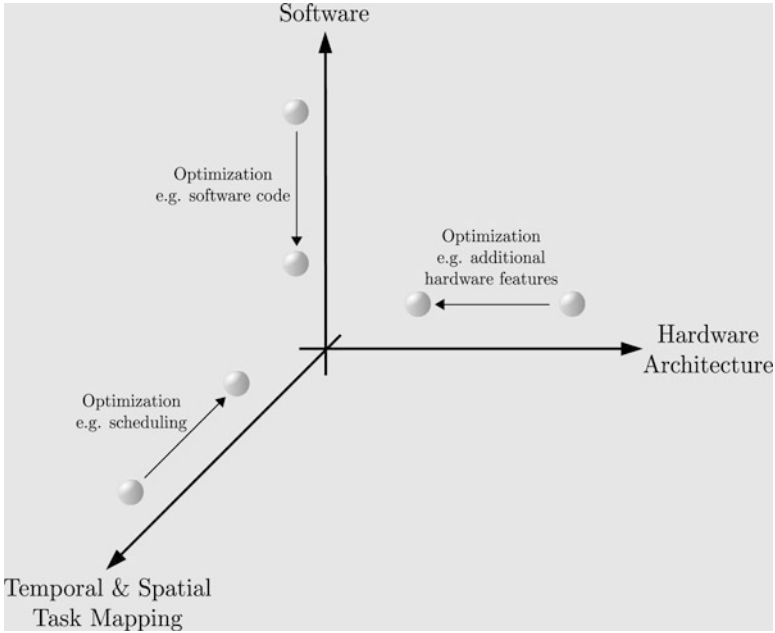 Software
Optimization
e.g. software code
Optimization
e.g. additional
hardware features
Hardware
Architecture
Optimization
e.g. scheduling
Temporal & Spatial
Task Mapping